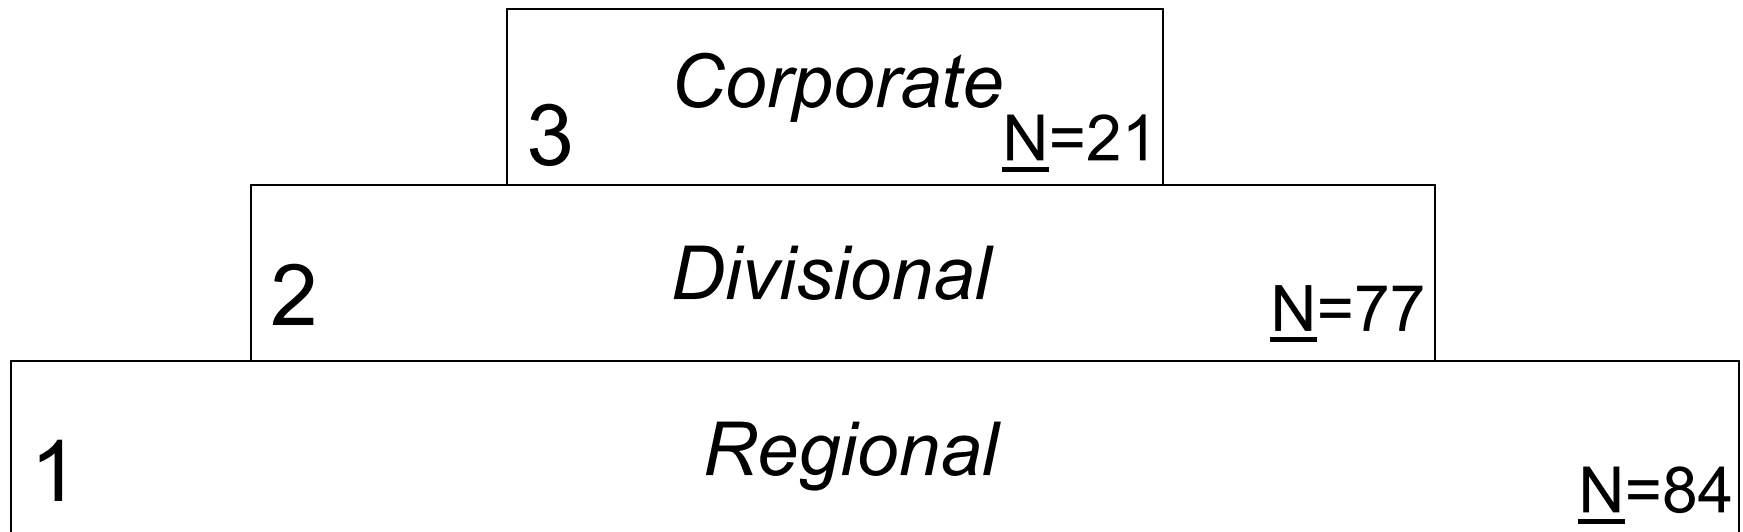 Corporate
3
N=21
Divisional
2
N=77
Regional
1
N=84